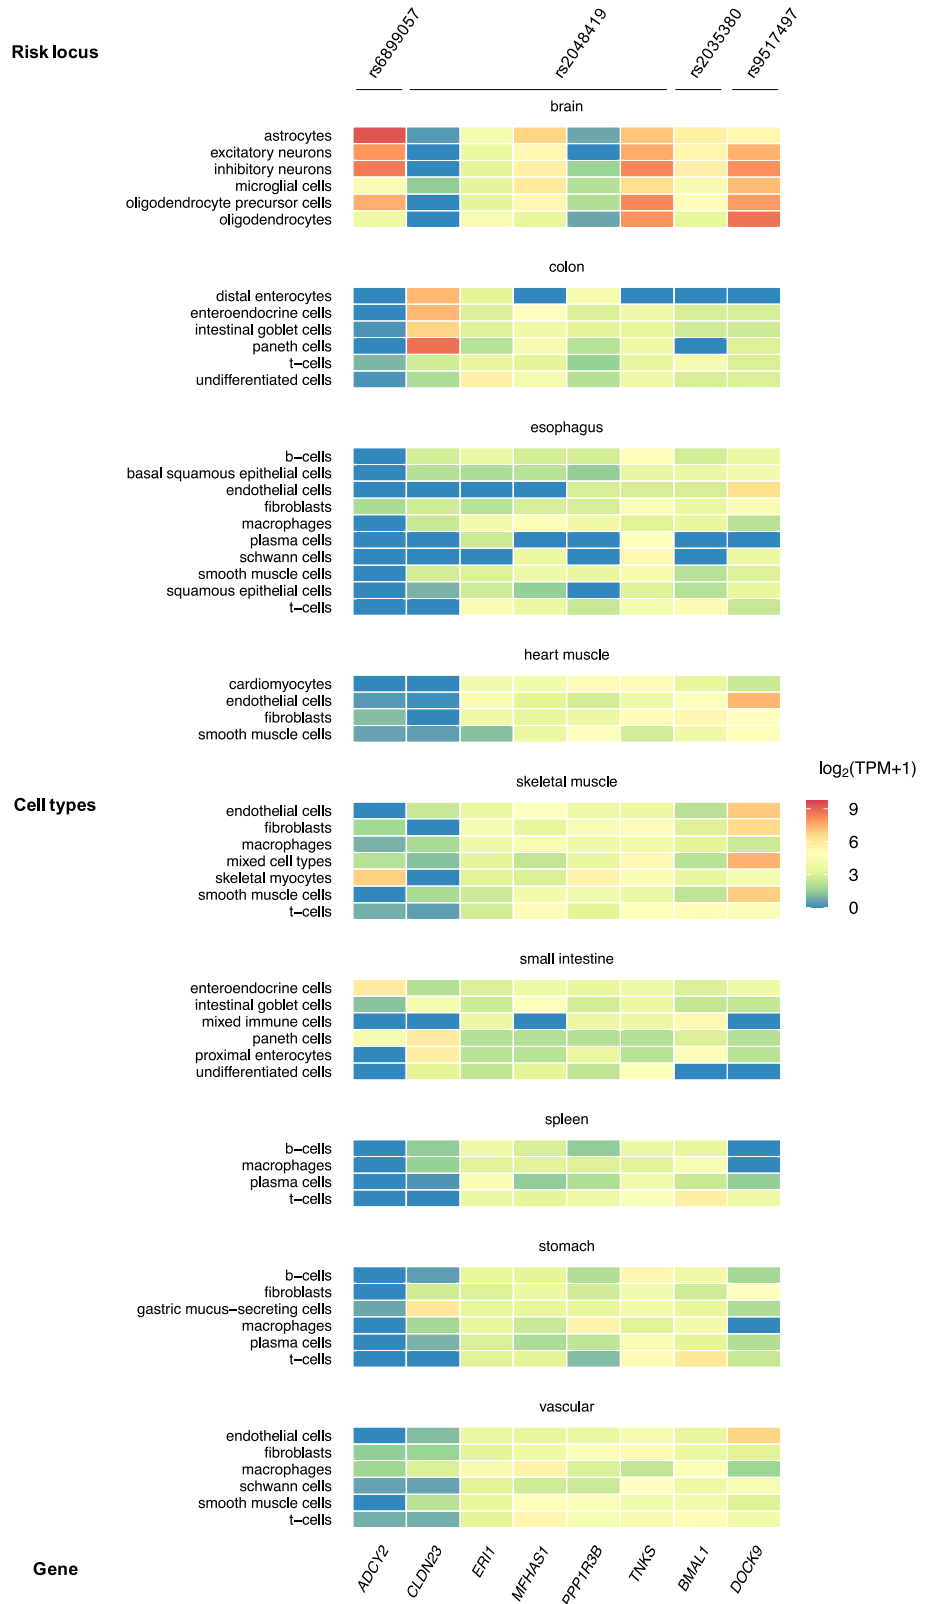 Risk locus
rs6899057
rs2048419
rs2035380
rs9517497
brain
astrocytes
excitatory neurons
inhibitory neurons
microglial cells
oligodendrocyte precursor cells
oligodendrocytes
colon
distal enterocytes
enteroendocrine cells
intestinal goblet cells
paneth cells
t−cells
undifferentiated cells
esophagus
b−cells
basal squamous epithelial cells
endothelial cells
fibroblasts
macrophages
plasma cells
schwann cells
smooth muscle cells
squamous epithelial cells
t−cells
heart muscle
cardiomyocytes
endothelial cells
fibroblasts
smooth muscle cells
Cell types
skeletal muscle
endothelial cells
fibroblasts
macrophages
mixed cell types
skeletal myocytes
smooth muscle cells
t−cells
log₂(TPM+1)
9
6
3
0
small intestine
enteroendocrine cells
intestinal goblet cells
mixed immune cells
paneth cells
proximal enterocytes
undifferentiated cells
spleen
b−cells
macrophages
plasma cells
t−cells
stomach
b−cells
fibroblasts
gastric mucus−secreting cells
macrophages
plasma cells
t−cells
vascular
endothelial cells
fibroblasts
macrophages
schwann cells
smooth muscle cells
t−cells
Gene
ADCY2
CLDN23
ERI1
MFHAS1
PPP1R3B
TNKS
BMAL1
DOCK9